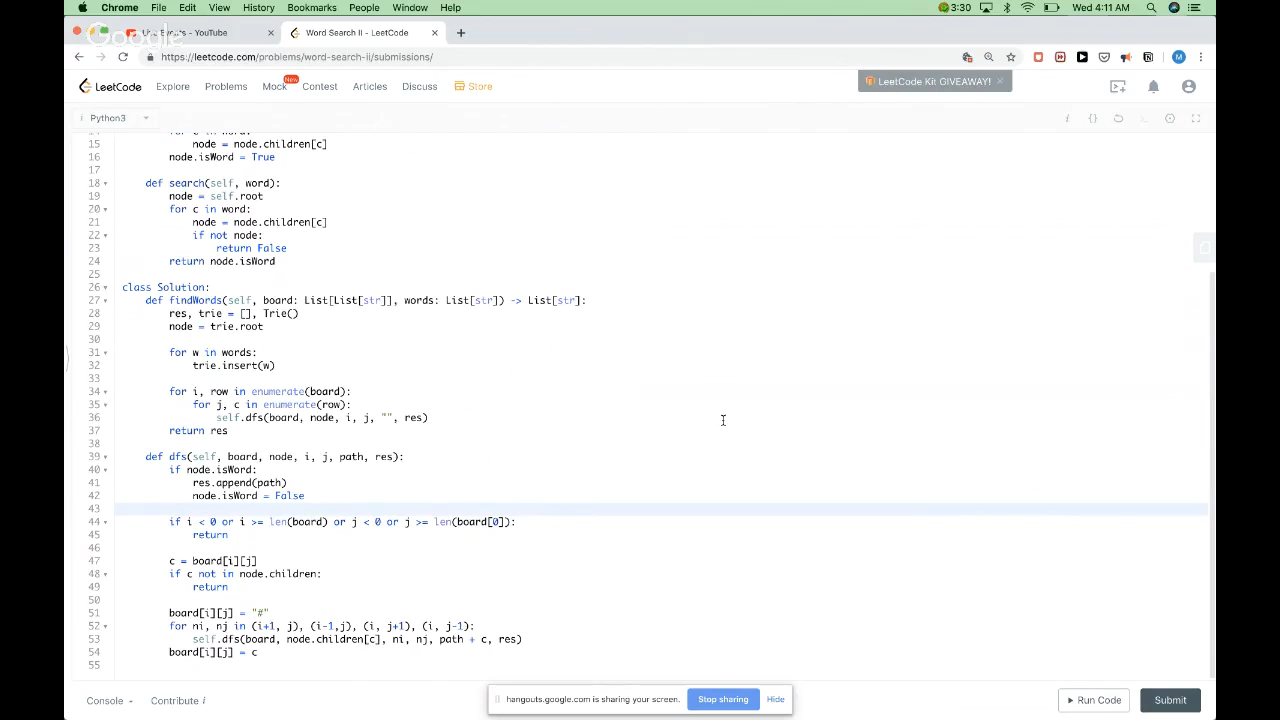 Chrome File Edit View History Bookmarks People Window Help 3:30 Wed 4:11 AM
YouTube × Word Search II - LeetCode × +
Google
https://leetcode.com/problems/word-search-ii/submissions/ M
LeetCode Explore Problems Mock New Contest Articles Discuss Store LeetCode Kit GIVEAWAY! ×
i Python3
15 node = node.children[c]
16 node.isWord = True
17
18 def search(self, word):
19 node = self.root
20 for c in word:
21 node = node.children[c]
22 if not node:
23 return False
24 return node.isWord
25
26 class Solution:
27 def findWords(self, board: List[List[str]], words: List[str]) -> List[str]:
28 res, trie = [], Trie()
29 node = trie.root
30
31 for w in words:
32 trie.insert(w)
33
34 for i, row in enumerate(board):
35 for j, c in enumerate(row):
36 self.dfs(board, node, i, j, "", res)
37 return res
38
39 def dfs(self, board, node, i, j, path, res):
40 if node.isWord:
41 res.append(path)
42 node.isWord = False
43
44 if i < 0 or i >= len(board) or j < 0 or j >= len(board[0]):
45 return
46
47 c = board[i][j]
48 if c not in node.children:
49 return
50
51 board[i][j] = "#"
52 for ni, nj in (i+1, j), (i-1,j), (i, j+1), (i, j-1):
53 self.dfs(board, node.children[c], ni, nj, path + c, res)
54 board[i][j] = c
55
Console Contribute i hangouts.google.com is sharing your screen. Stop sharing Hide Run Code Submit